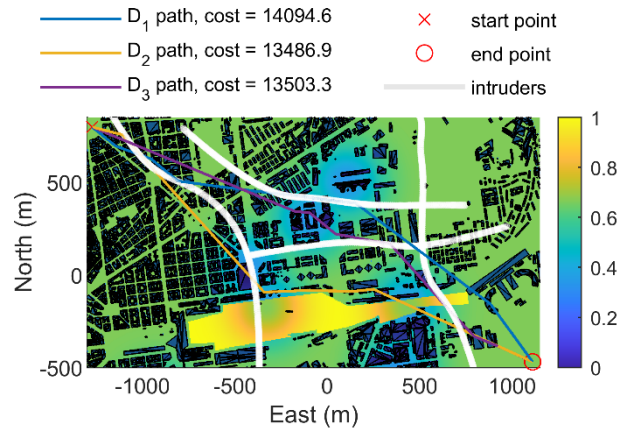 D1 path, cost = 14094.6
D2 path, cost = 13486.9
D3 path, cost = 13503.3
start point
end point
intruders
500
0
-500
North (m)
-1000
-500
0
500
1000
East (m)
1
0.8
0.6
0.4
0.2
0